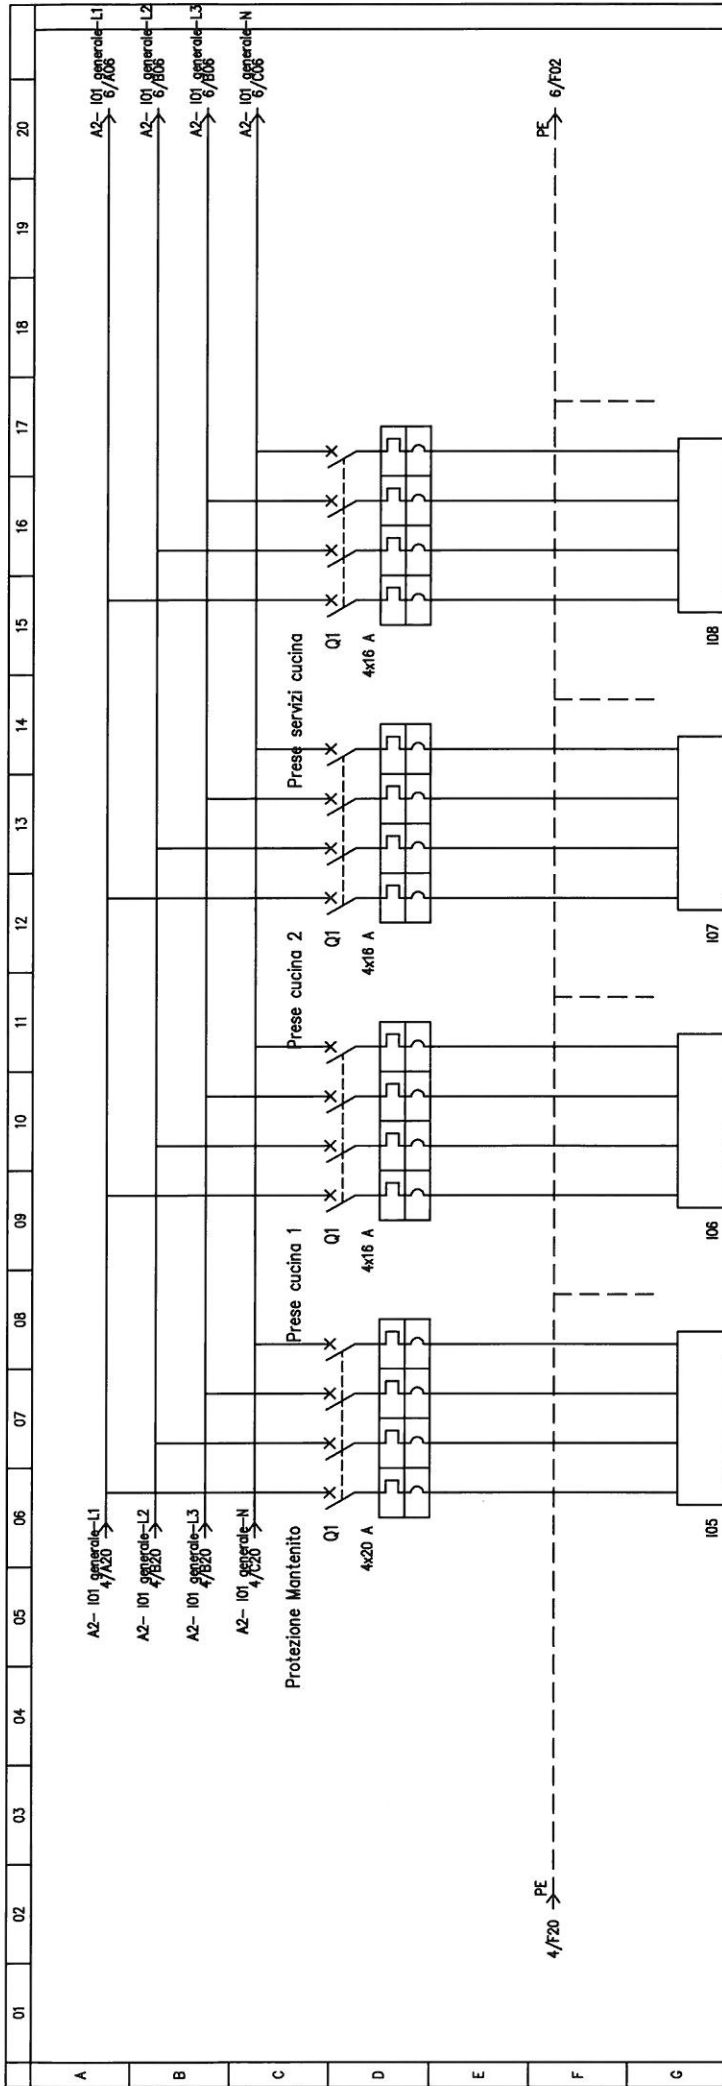 01 02 03 04 05 06 07 08 09 10 11 12 13 14 15 16 17 18 19 20
A
B
C
D
E
F
G
A2- I01 generale-L1
4/A20
A2- I01 generale-L2
4/B20
A2- I01 generale-L3
4/B20
A2- I01 generale-N
4/C20
A2- I01 generale-L1
6/A06
A2- I01 generale-L2
6/B06
A2- I01 generale-L3
6/B06
A2- I01 generale-N
6/C06
Protezione Mantenito
Q1
4x20 A
Prese cucina 1
Q1
4x16 A
Prese cucina 2
Q1
4x16 A
Prese servizi cucina
Q1
4x16 A
4/F20
PE
PE
6/F02
I05
I06
I07
I08